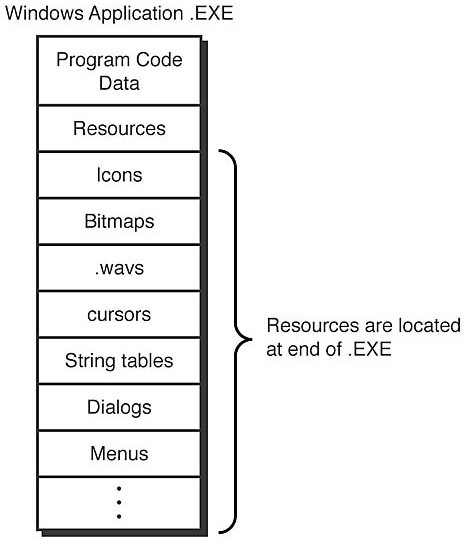 Windows Application .EXE
Program Code
Data
Resources
Icons
Bitmaps
.wavs
cursors
String tables
Dialogs
Menus
Resources are located
at end of .EXE